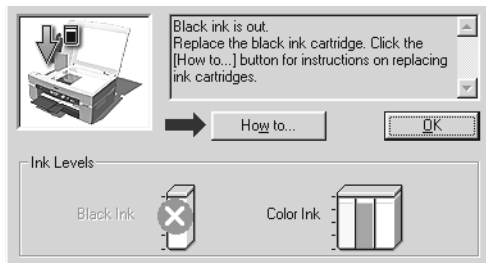 Black ink is out.
Replace the black ink cartridge. Click the
[How to...] button for instructions on replacing
ink cartridges.
How to...
OK
Ink Levels
Black Ink
Color Ink